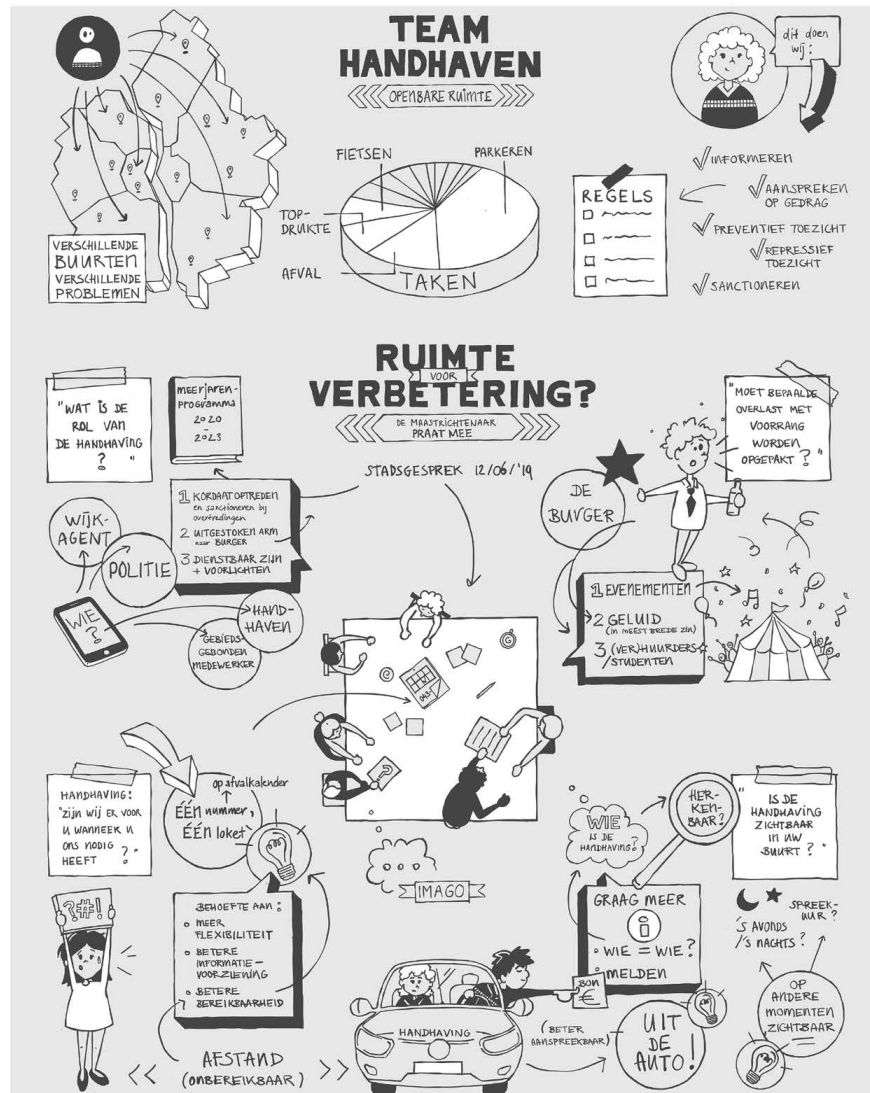 TEAM
HANDHAVEN
OPENBARE RUIMTE
dit doen
wij:
FIETSEN
PARKEREN
TOP-
DRUKTE
AFVAL
TAKEN
REGELS
INFORMEREN
AANSPREKEN
OP GEDRAG
PREVENTIEF TOEZICHT
REPRESSIEF
TOEZICHT
SANCTIONEREN
VERSCHILLENDE
BUURTEN
VERSCHILLENDE
PROBLEMEN
RUIMTE
VOOR
VERBETERING?
DE MAASTRICHTENAAR
PRAAT MEE
STADSGESPREK 12/06/'19
"WAT IS DE
ROL VAN
DE HANDHAVING
? "
meerjaren-
programma
2020
-
2023
1 KORDAAT OPTREDEN
en sanctioneren bij
overtredingen
2 UITGESTOKEN ARM
naar BURGER
3 DIENSTBAAR ZIJN
+ VOORLICHTEN
WIJK-
AGENT
POLITIE
WIE
?
HAND-
HAVEN
GEBIEDS-
GEBONDEN
MEDEWERKER
"MOET BEPAALDE
OVERLAST MET
VOORRANG
WORDEN
OPGEPAKT ? "
DE
BURGER
1 EVENEMENTEN
2 GELUID
(IN MEEST BREDE ZIN)
3 (VER)HUURDERS
/STUDENTEN
?
HANDHAVING:
"zijn wij er voor
u wanneer u
ons nodig
heeft ? "
op afvalkalender
ÉÉN nummer,
ÉÉN loket
?#!
BEHOEFTE AAN:
MEER
FLEXIBILITEIT
BETERE
INFORMATIE-
VOORZIENING
BETERE
BEREIKBAARHEID
AFSTAND
<< (ONBEREIKBAAR) >>
...
IMAGO
HANDHAVING
BON
€
WIE
IS DE
HANDHAVING?
HER-
KEN-
BAAR?
"IS DE
HANDHAVING
ZICHTBAAR
IN UW
BUURT ? "
GRAAG MEER
i
WIE = WIE?
MELDEN
SPREEK-
UUR ?
'S AVONDS
/'S NACHTS ?
OP
ANDERE
MOMENTEN
ZICHTBAAR
(BETER
AANSPREEKBAAR)
UIT
DE
AUTO!